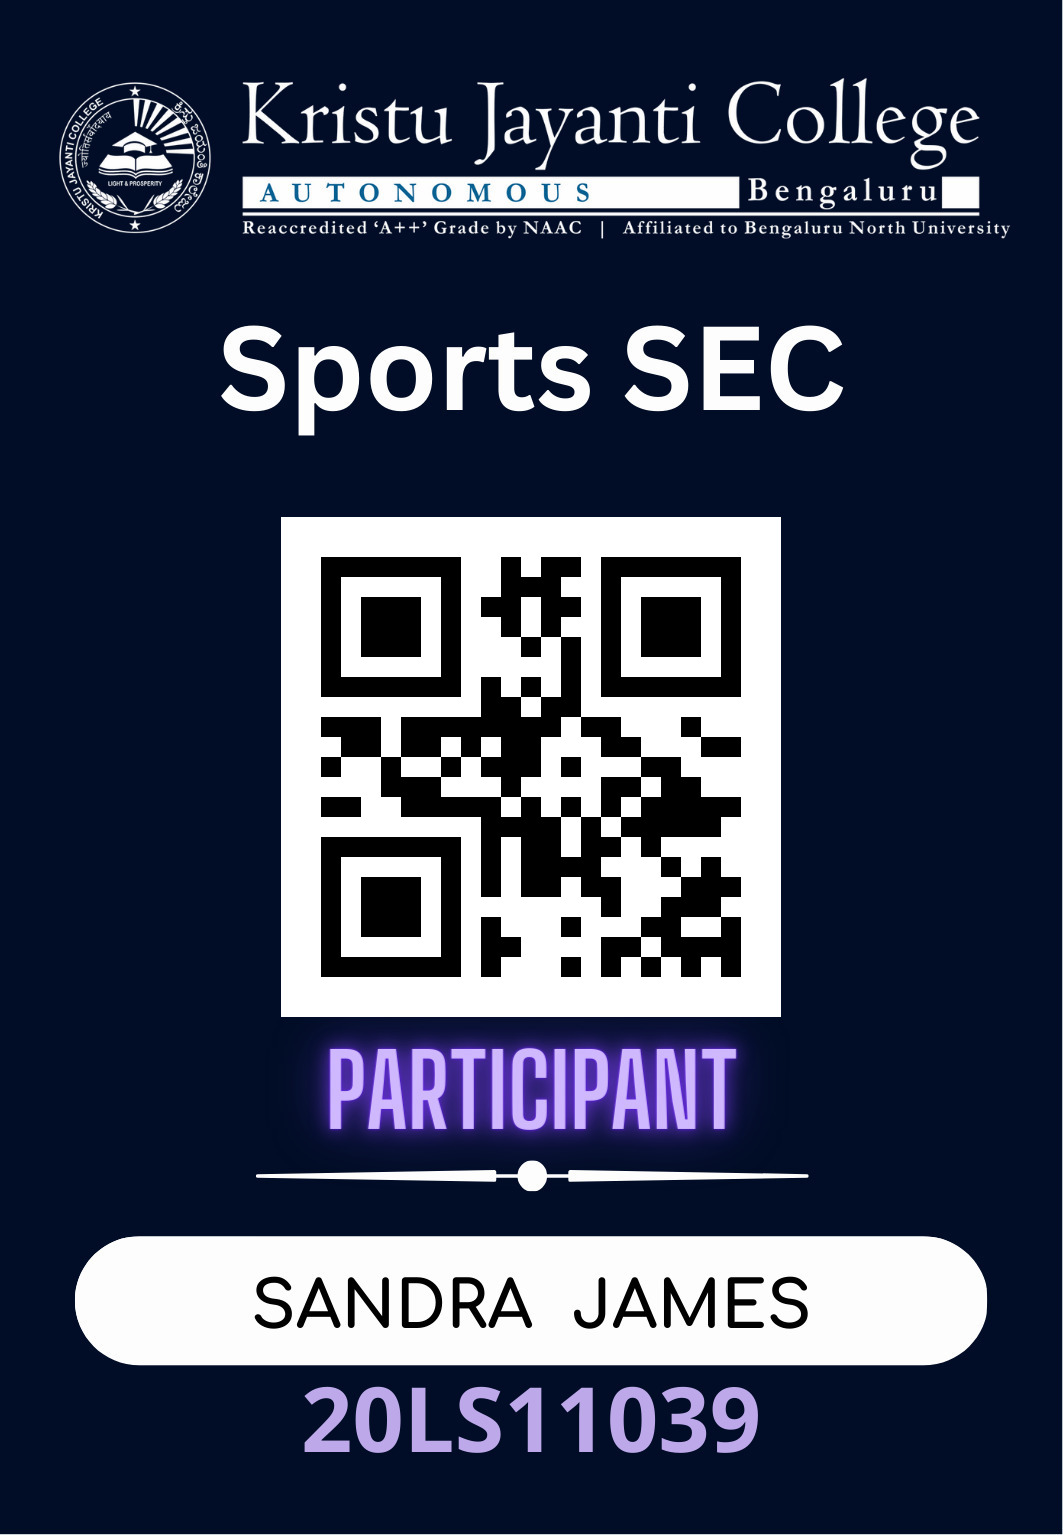 Kristu Jayanti College
AUTONOMOUS Bengaluru
Reaccredited ‘A++’ Grade by NAAC | Affiliated to Bengaluru North University
KRISTU JAYANTI COLLEGE
LIGHT & PROSPERITY
Sports SEC
PARTICIPANT
SANDRA JAMES
20LS11039